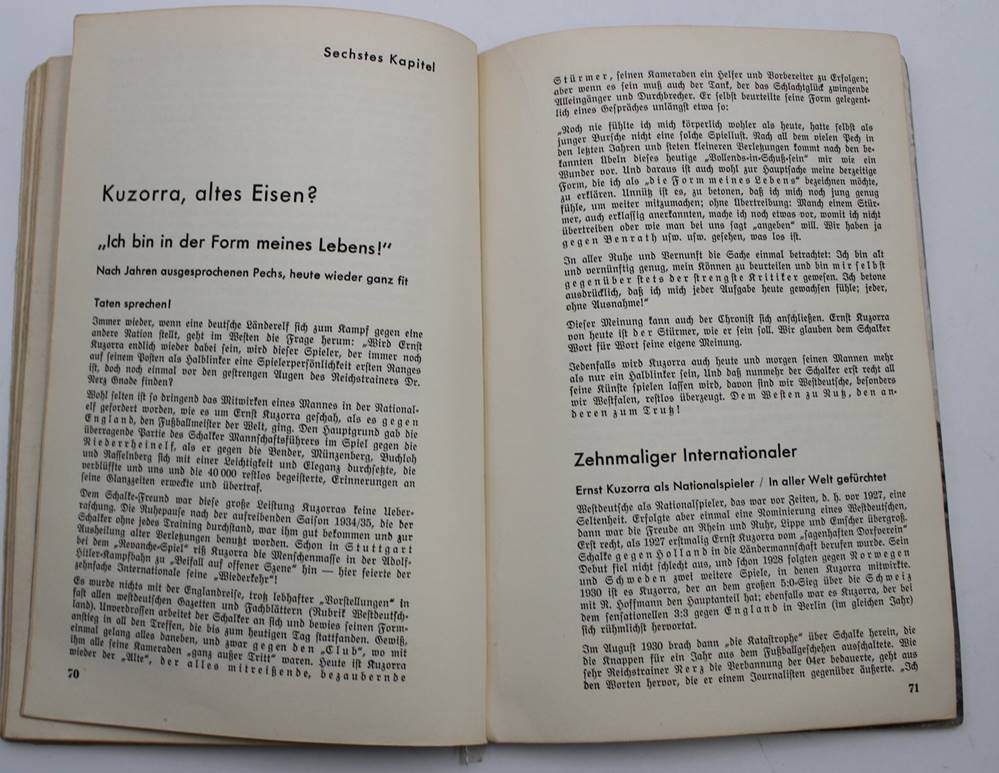 Sechstes Kapitel
Kuzorra, altes Eisen?
„Ich bin in der Form meines Lebens!“
Nach Jahren ausgesprochenen Pechs, heute wieder ganz fit
Taten sprechen!
Immer wieder, wenn eine deutsche Länderelf sich zum Kampf gegen eine
andere Nation stellt, geht im Westen die Frage herum: „Wird Ernst
Kuzorra endlich wieder dabei sein, wird dieser Spieler, der immer noch
auf seinem Posten als Halblinker eine Spielerpersönlichkeit ersten Ranges
ist, doch noch einmal vor den gestrengen Augen des Reichstrainers Dr.
Nerz Gnade finden?
Wohl selten ist so dringend das Mitwirken eines Mannes in der National-
elf gefordert worden, wie es um Ernst Kuzorra geschah, als es gegen
England, den Fußballmeister der Welt, ging. Den Hauptgrund gab die
überragende Partie des Schalker Mannschaftsführers im Spiel gegen die
Niederrheinelf, als er gegen die Bender, Münzenberg, Buchloh
und Rasselnberg sich mit einer Leichtigkeit und Eleganz durchsetzte, die
verblüffte und uns und die 40 000 restlos begeisterte, Erinnerungen an
seine Glanzzeiten erweckte und übertraf.
Dem Schalke-Freund war diese große Leistung Kuzorras keine Ueber-
raschung. Die Ruhepause nach der aufreibenden Saison 1934/35, die der
Schalker ohne jedes Training durchstand, war ihm gut bekommen und zur
Ausheilung alter Verletzungen benutzt worden. Schon in Stuttgart
bei dem „Revanche-Spiel“ riß Kuzorra die Menschenmasse in der Adolf-
Hitler-Kampfbahn zu „Beifall auf offener Szene“ hin — hier feierte der
zehnfache Internationale seine „Wiederkehr“!
Es wurde nichts mit der Englandreise, trotz lebhafter „Vorstellungen“ in
fast allen westdeutschen Gazetten und Fachblättern (Rubrik Westdeutsch-
land). Unverdrossen arbeitet der Schalker an sich und bewies seinen Form-
anstieg in all den Treffen, die bis zum heutigen Tag stattfanden. Gewiß,
einmal gelang alles daneben, und zwar gegen den „Club“, wo mit
ihm alle seine Kameraden „ganz außer Tritt“ waren. Heute ist Kuzorra
wieder der „Alte“, der alles mitreißende, bezaubernde
70
Stürmer, seinen Kameraden ein Helfer und Vorbereiter zu Erfolgen;
aber wenn es sein muß auch der Tank, der das Schlachtglück zwingende
Alleingänger und Durchbrecher. Er selbst beurteilte seine Form gelegent-
lich eines Gespräches unlängst etwa so:
„Noch nie fühlte ich mich körperlich wohler als heute, hatte selbst als
junger Bursche nicht eine solche Spiellust. Nach all dem vielen Pech in
den letzten Jahren und steten kleineren Verletzungen kommt nach den be-
kannten Übeln dieses heutige „Vollends-in-Schuß-sein“ mir wie ein
Wunder vor. Und daraus ist auch wohl zur Hauptsache meine derzeitige
Form, die ich als „die Form meines Lebens“ bezeichnen möchte,
zu erklären. Unnütz ist es, zu betonen, daß ich mich noch jung genug
fühle, um weiter mitzumachen; ohne Übertreibung: Manch einem Stür-
mer, auch erstklassig anerkannten, mache ich noch etwas vor, womit ich nicht
übertreiben oder wie man bei uns sagt „angeben“ will. Wir haben ja
gegen Benrath usw. usw. gesehen, was los ist.
In aller Ruhe und Vernunft die Sache einmal betrachtet: Ich bin alt
und vernünftig genug, mein Können zu beurteilen und bin mir selbst
gegenüber stets der strengste Kritiker gewesen. Ich betone
ausdrücklich, daß ich mich jeder Aufgabe heute gewachsen fühle; jeder,
ohne Ausnahme!“
Dieser Meinung kann auch der Chronist sich anschließen. Ernst Kuzorra
von heute ist der Stürmer, wie er sein soll. Wir glauben dem Schalker
Wort für Wort seine eigene Meinung.
Jedenfalls wird Kuzorra auch heute und morgen seinen Mannen mehr
als nur ein Halblinker sein. Und daß nunmehr der Schalker erst recht all
seine Künste spielen lassen wird, davon sind wir Westdeutsche, besonders
wir Westfalen, restlos überzeugt. Dem Westen zu Nutz, den an-
deren zum Trutz!
Zehnmaliger Internationaler
Ernst Kuzorra als Nationalspieler / In aller Welt gefürchtet
Westdeutsche als Nationalspieler, das war vor Zeiten, d. h. vor 1927, eine
Seltenheit. Erfolgte aber einmal eine Nominierung eines Westdeutschen,
dann war die Freude an Rhein und Ruhr, Lippe und Emscher übergroß.
Erst recht, als 1927 erstmalig Ernst Kuzorra vom „sagenhaften Dorfverein“
Schalke gegen Holland in die Ländermannschaft berufen wurde. Sein
Debut fiel nicht schlecht aus, und schon 1928 folgten gegen Norwegen
und Schweden zwei weitere Spiele, in denen Kuzorra mitwirkte.
1930 ist es Kuzorra, der an dem großen 5:0-Sieg über die Schweiz
mit R. Hoffmann den Hauptanteil hat; ebenfalls war es Kuzorra, der bei
dem sensationellen 3:3 gegen England in Berlin (im gleichen Jahr)
sich rühmlichst hervortat.
Im August 1930 brach dann „die Katastrophe“ über Schalke herein, die
die Knappen für ein Jahr aus dem Fußballgeschehen ausschaltete. Wie
sehr Reichstrainer Nerz die Verbannung der 04er bedauerte, geht aus
den Worten hervor, die er einem Journalisten gegenüber äußerte. „Ich
71